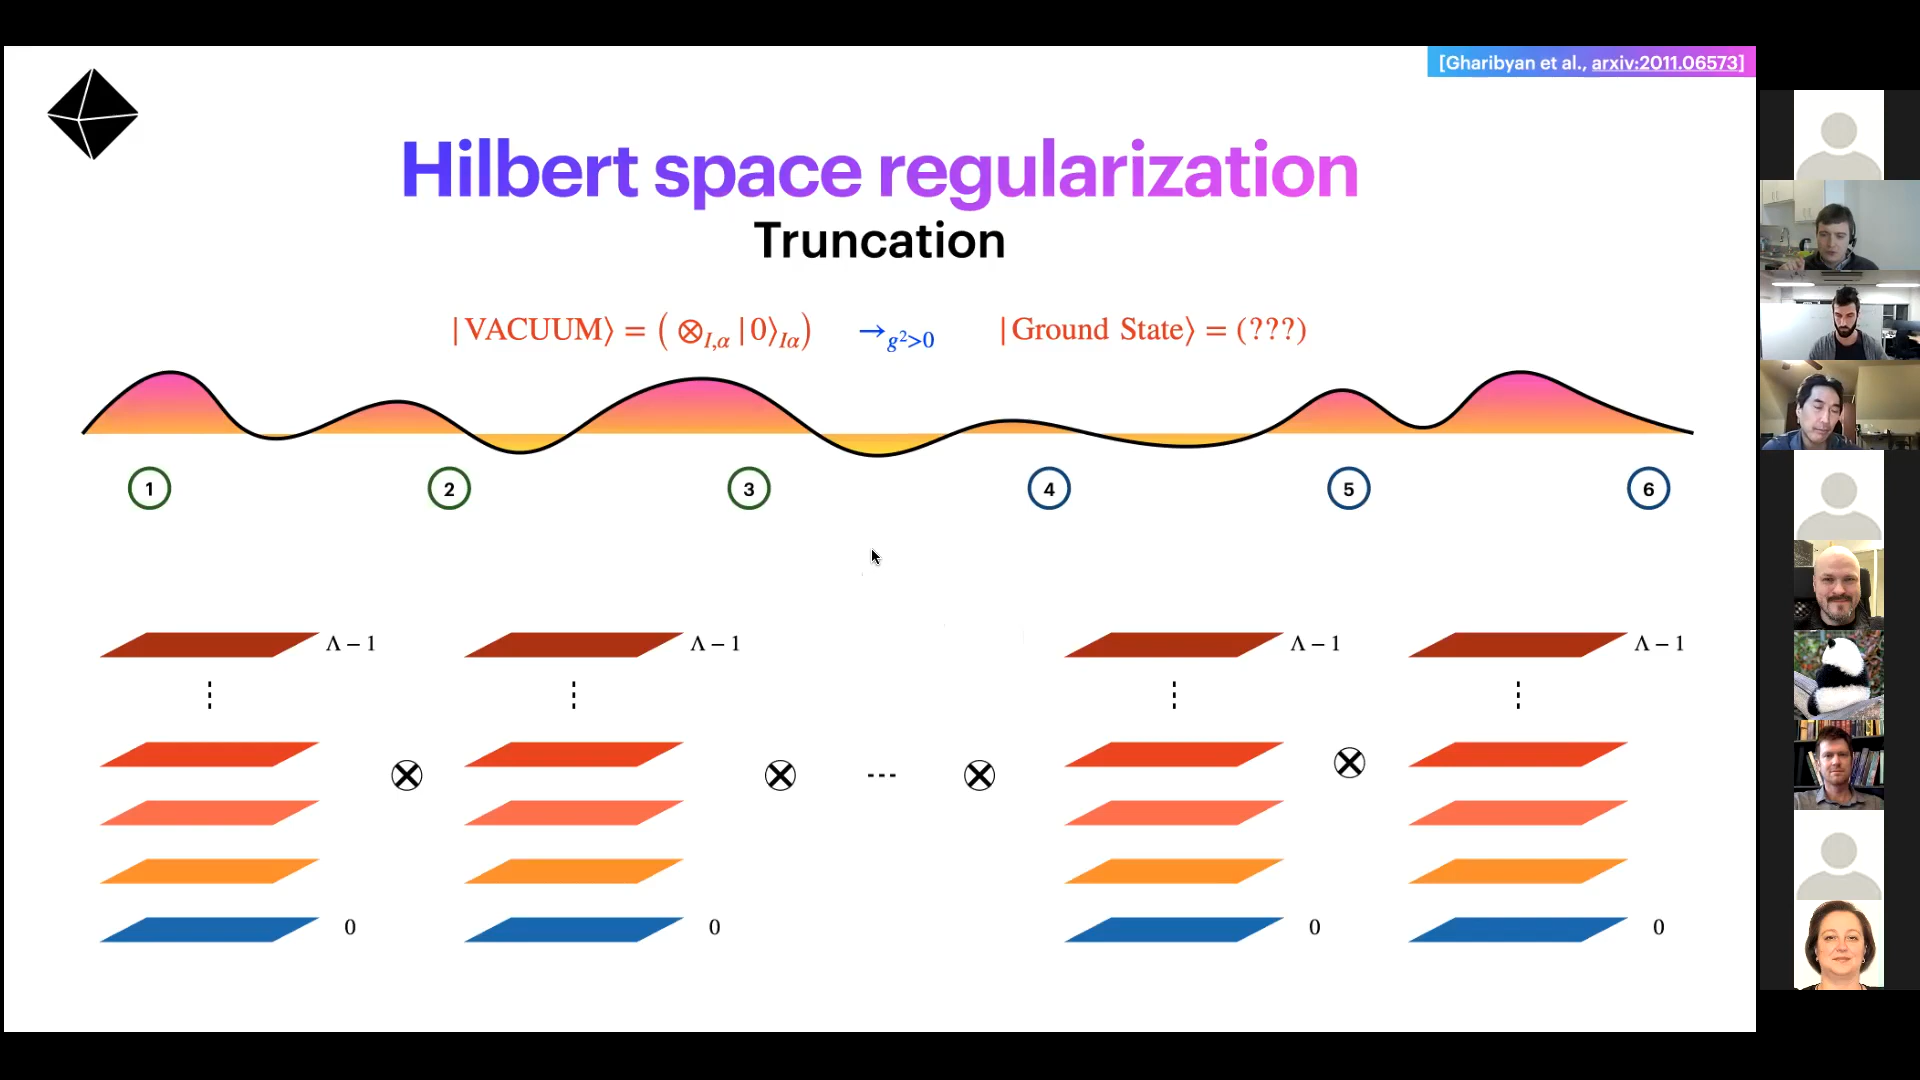 [Gharibyan et al., arxiv:2011.06573]
Hilbert space regularization
Truncation
|VACUUM⟩ = ( ⊗_{I,α} |0⟩_{Iα} ) →_{g²>0} |Ground State⟩ = (???)
1 2 3 4 5 6
Λ − 1 Λ − 1 Λ − 1 Λ − 1
⊗ ⊗ --- ⊗ ⊗
0 0 0 0